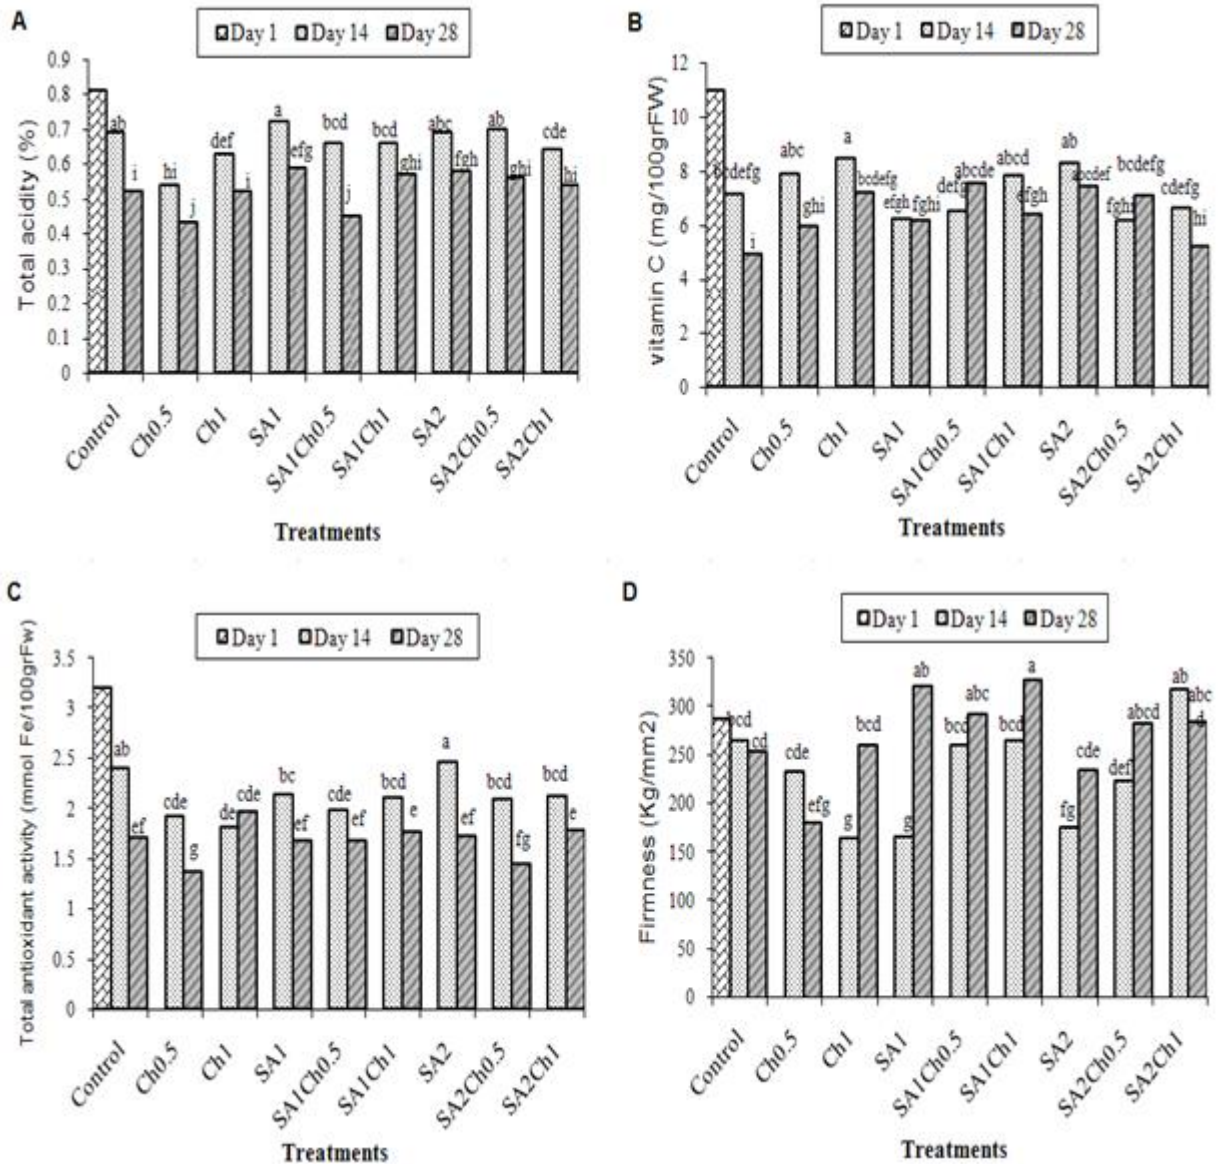 A
Day 1 Day 14 Day 28
Total acidity (%)
0.9
0.8
0.7
0.6
0.5
0.4
0.3
0.2
0.1
0
ab i hi j def i a efg bcd j bcd ghi abc fgh ab ghi cde hi
Control Ch0.5 Ch1 SA1 SA1Ch0.5 SA1Ch1 SA2 SA2Ch0.5 SA2Ch1
Treatments
B
Day 1 Day 14 Day 28
vitamin C (mg/100grFW)
12
10
8
6
4
2
0
bcdefg i abc ghi a bcdefg efgh fghi defg abcde abcd efgh ab abcdef fghi bcdefg cdefg hi
Control Ch0.5 Ch1 SA1 SA1Ch0.5 SA1Ch1 SA2 SA2Ch0.5 SA2Ch1
Treatments
C
Day 1 Day 14 Day 28
Total antioxidant activity (mmol Fe/100grFw)
3.5
3
2.5
2
1.5
1
0.5
0
ab ef cde g de cde bc ef cde ef bcd e a ef bcd fg bcd e
Control Ch0.5 Ch1 SA1 SA1Ch0.5 SA1Ch1 SA2 SA2Ch0.5 SA2Ch1
Treatments
D
Day 1 Day 14 Day 28
Firmness (Kg/mm2)
350
300
250
200
150
100
50
0
bcd cd cde efg g bcd g ab bcd abc bcd a fg cde def abcd ab abc
d
Control Ch0.5 Ch1 SA1 SA1Ch0.5 SA1Ch1 SA2 SA2Ch0.5 SA2Ch1
Treatments